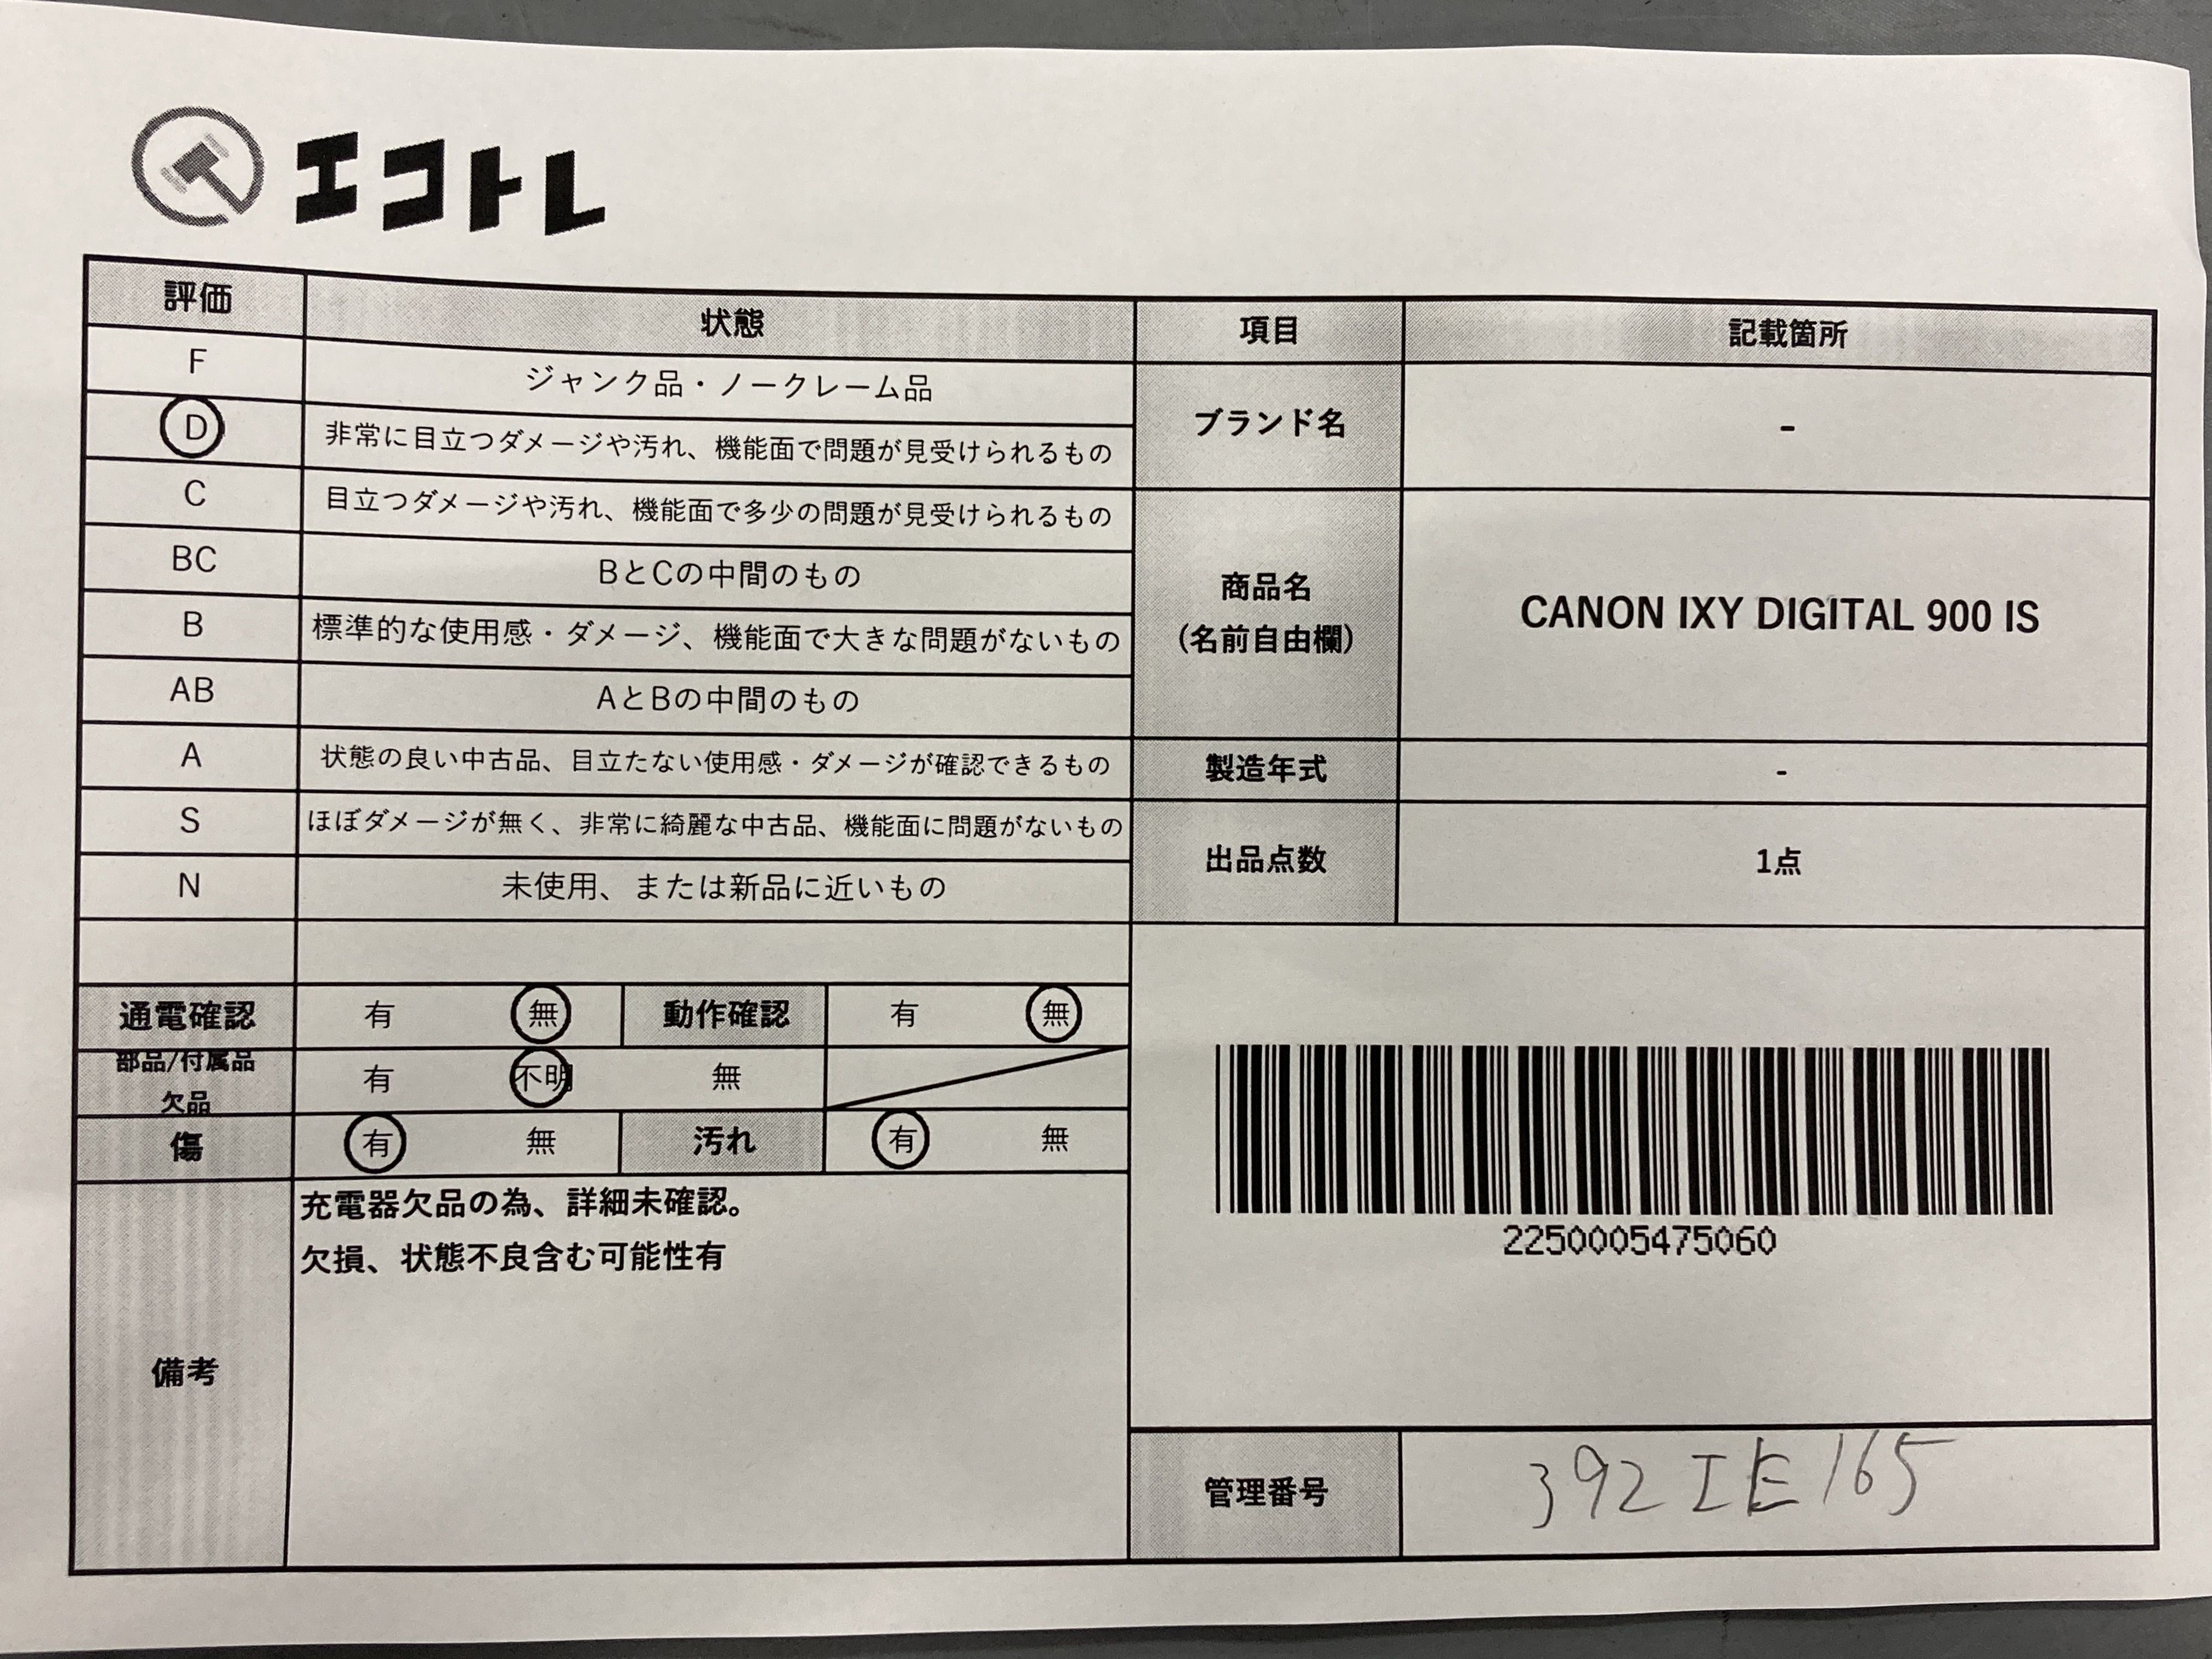 エコトレ
評価 状態
F ジャンク品・ノークレーム品
D 非常に目立つダメージや汚れ、機能面で問題が見受けられるもの
C 目立つダメージや汚れ、機能面で多少の問題が見受けられるもの
BC BとCの中間のもの
B 標準的な使用感・ダメージ、機能面で大きな問題がないもの
AB AとBの中間のもの
A 状態の良い中古品、目立たない使用感・ダメージが確認できるもの
S ほぼダメージが無く、非常に綺麗な中古品、機能面に問題がないもの
N 未使用、または新品に近いもの
通電確認 有 無 動作確認 有 無
部品/付属品
欠品 有 不明 無
傷 有 無 汚れ 有 無
備考
充電器欠品の為、詳細未確認。
欠損、状態不良含む可能性有
項目 記載箇所
ブランド名 -
商品名
(名前自由欄)
CANON IXY DIGITAL 900 IS
製造年式 -
出品点数 1点
2250005475060
管理番号 392 IE 165